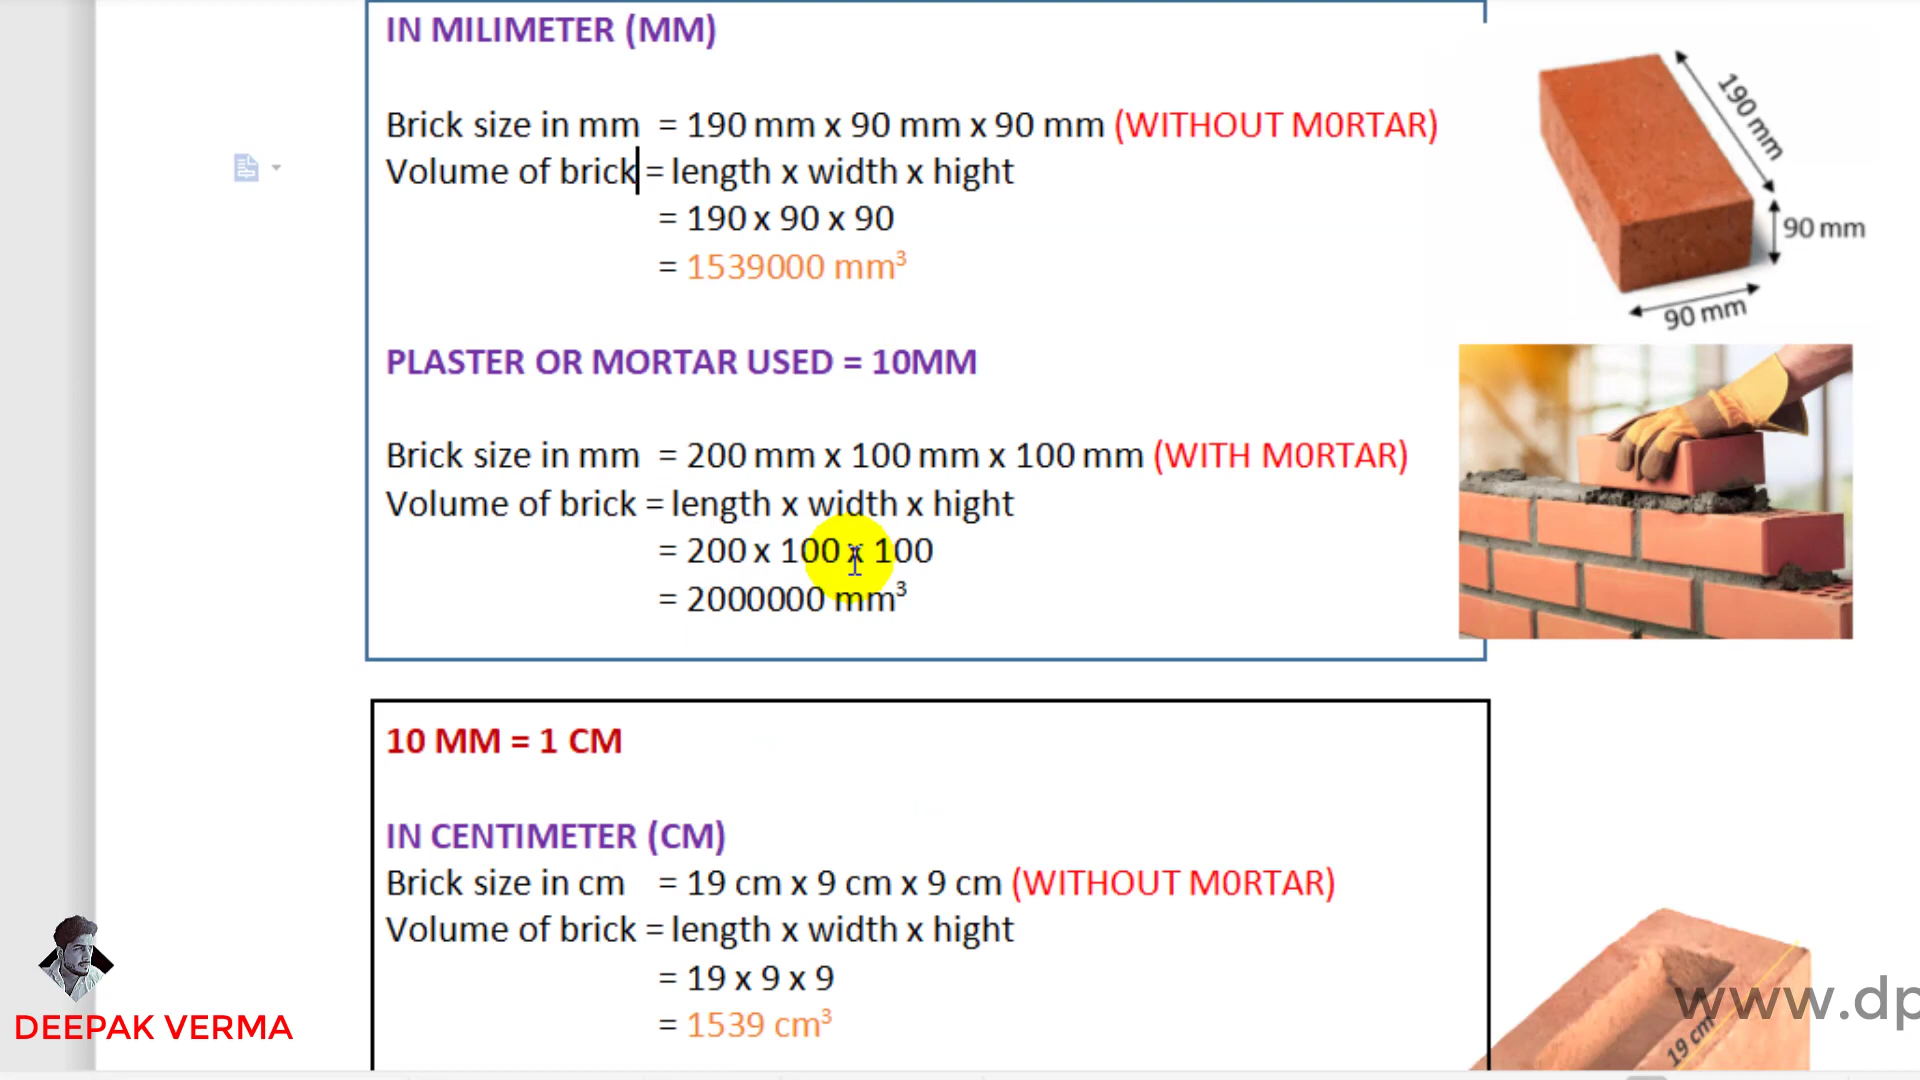 IN MILIMETER (MM)
Brick size in mm = 190 mm x 90 mm x 90 mm (WITHOUT M0RTAR)
Volume of brick = length x width x hight
= 190 x 90 x 90
= 1539000 mm³
190 mm
90 mm
90 mm
PLASTER OR MORTAR USED = 10MM
Brick size in mm = 200 mm x 100 mm x 100 mm (WITH M0RTAR)
Volume of brick = length x width x hight
= 200 x 100 x 100
= 2000000 mm³
10 MM = 1 CM
IN CENTIMETER (CM)
Brick size in cm = 19 cm x 9 cm x 9 cm (WITHOUT M0RTAR)
Volume of brick = length x width x hight
= 19 x 9 x 9
= 1539 cm³
19 cm
www.dp
DEEPAK VERMA